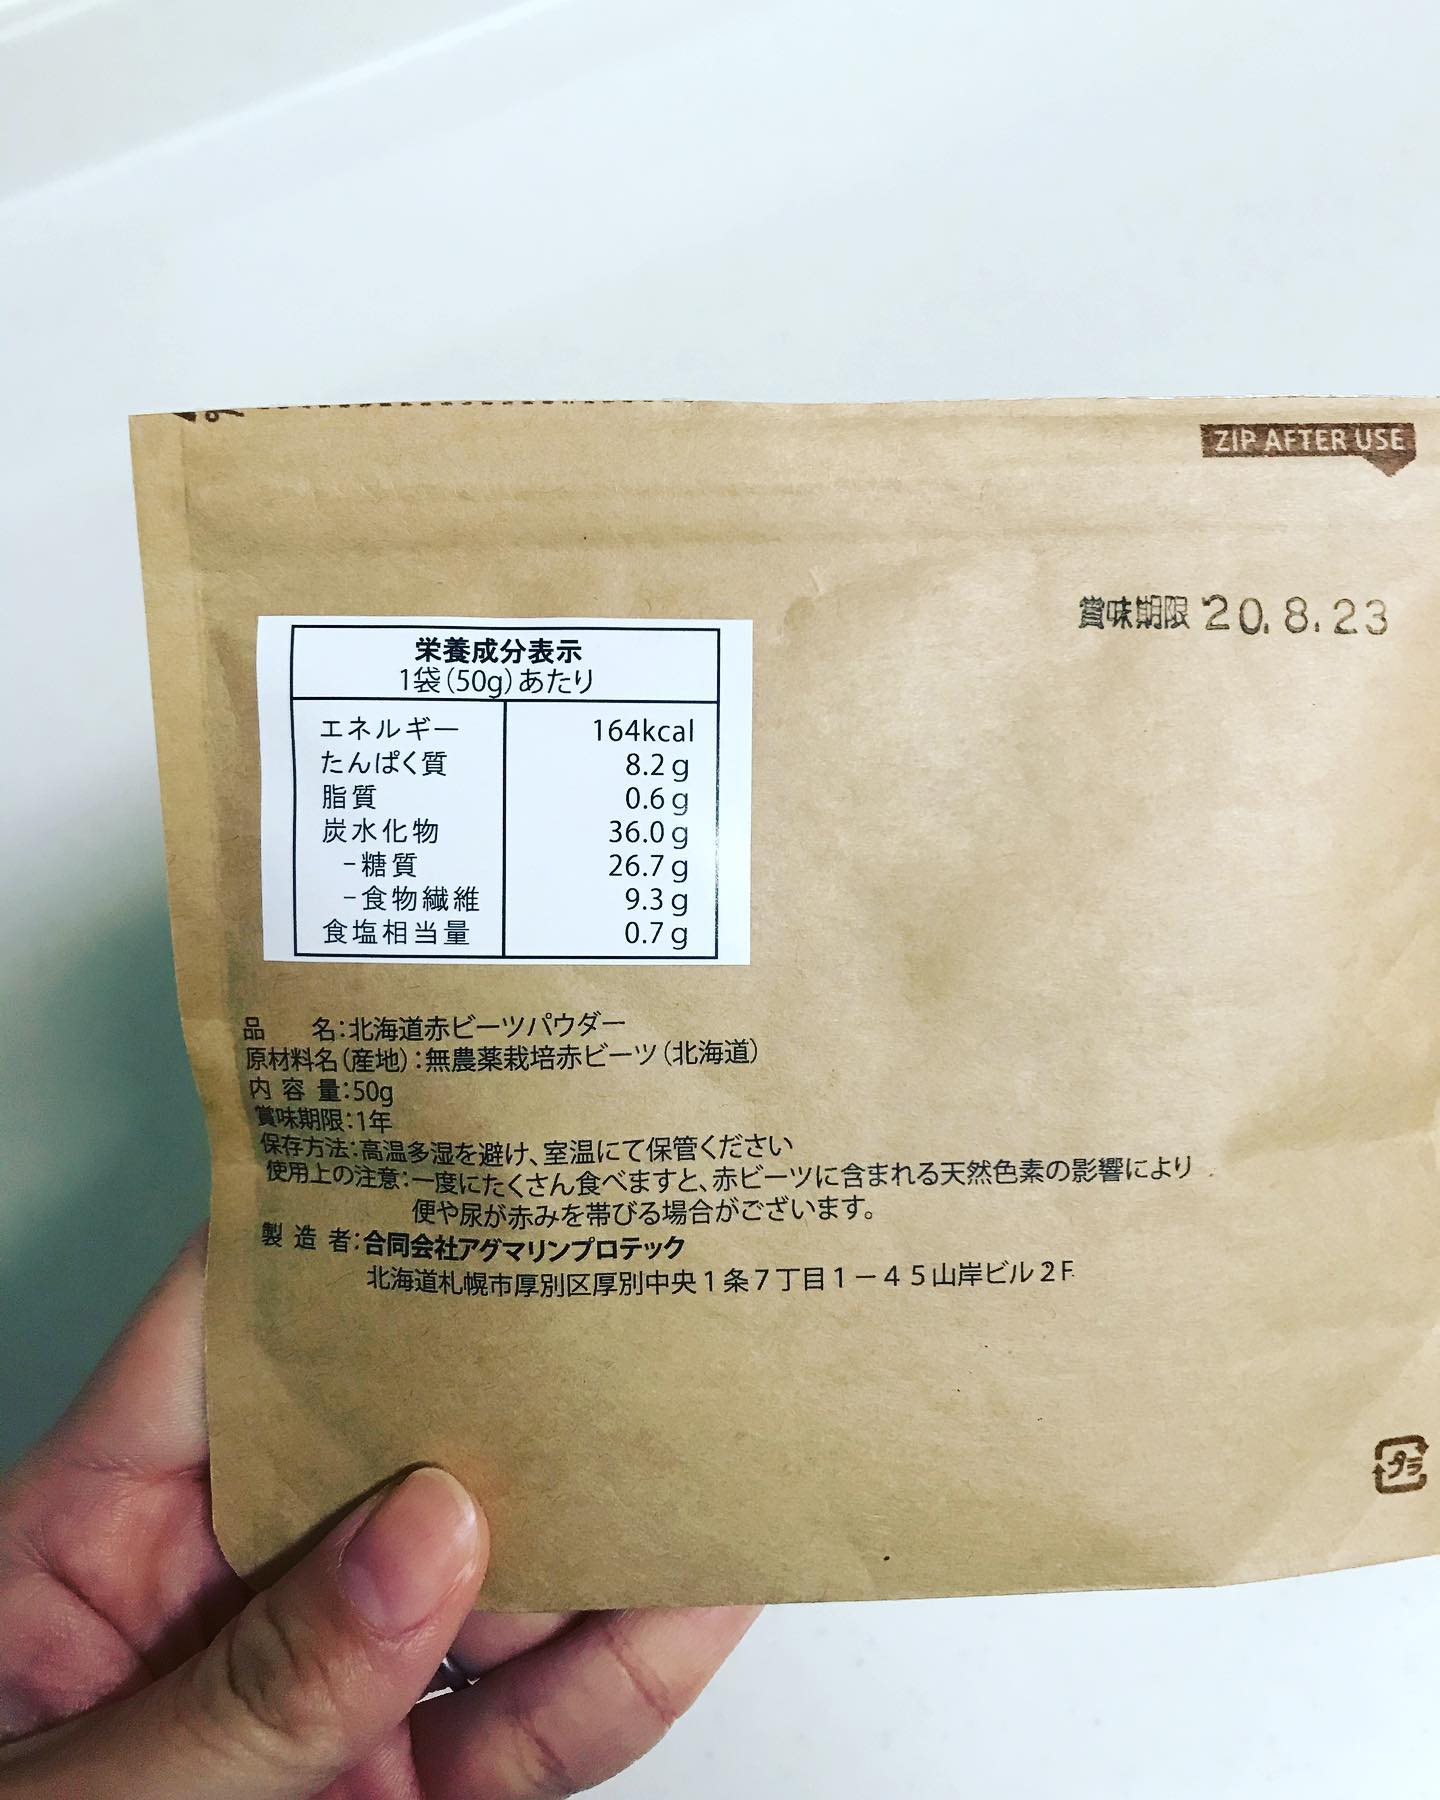 ZIP AFTER USE
賞味期限 20.8.23
栄養成分表示
1袋(50g)あたり
エネルギー 164kcal
たんぱく質 8.2g
脂質 0.6g
炭水化物 36.0g
-糖質 26.7g
-食物繊維 9.3g
食塩相当量 0.7g
品 名:北海道赤ビーツパウダー
原材料名(産地):無農薬栽培赤ビーツ(北海道)
内容量:50g
賞味期限:1年
保存方法:高温多湿を避け、室温にて保管ください
使用上の注意:一度にたくさん食べますと、赤ビーツに含まれる天然色素の影響により
便や尿が赤みを帯びる場合がございます。
製造者:合同会社アグマリンプロテック
北海道札幌市厚別区厚別中央1条7丁目1-45山岸ビル2F
プラ